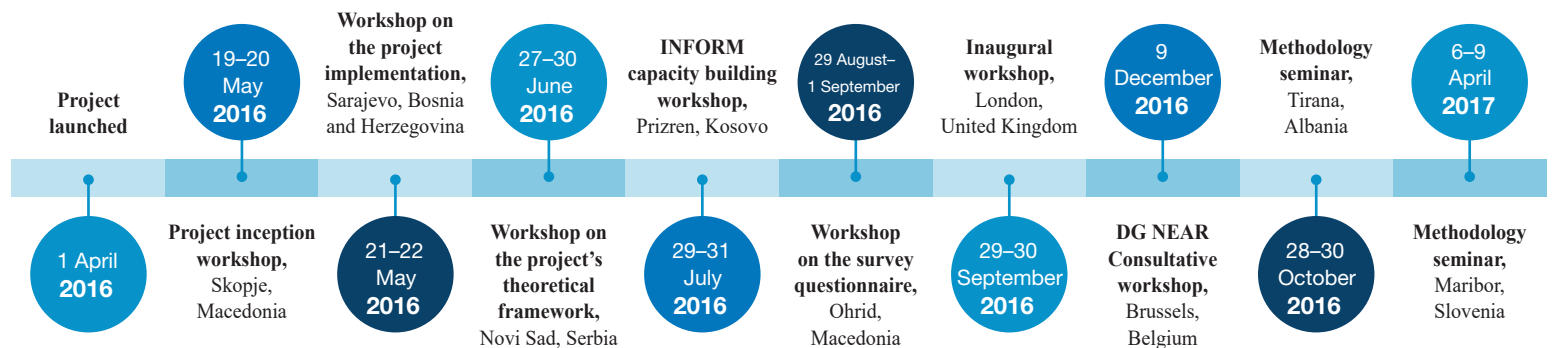 Project
launched
1 April
2016
19–20
May
2016
Project inception
workshop,
Skopje,
Macedonia
Workshop on
the project
implementation,
Sarajevo, Bosnia
and Herzegovina
21–22
May
2016
27–30
June
2016
Workshop on
the project’s
theoretical
framework,
Novi Sad, Serbia
INFORM
capacity building
workshop,
Prizren, Kosovo
29–31
July
2016
29 August–
1 September
2016
Workshop
on the survey
questionnaire,
Ohrid,
Macedonia
Inaugural
workshop,
London,
United Kingdom
29–30
September
2016
9
December
2016
DG NEAR
Consultative
workshop,
Brussels,
Belgium
Methodology
seminar,
Tirana,
Albania
28–30
October
2016
6–9
April
2017
Methodology
seminar,
Maribor,
Slovenia